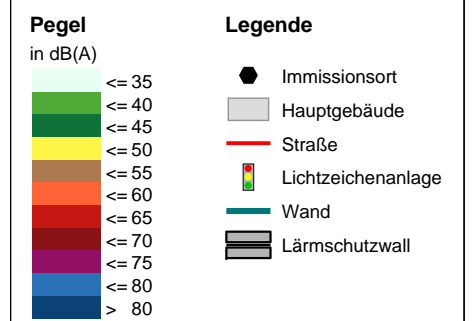 Pegel
in dB(A)
<= 35
<= 40
<= 45
<= 50
<= 55
<= 60
<= 65
<= 70
<= 75
<= 80
> 80
Legende
Immissionsort
Hauptgebäude
Straße
Lichtzeichenanlage
Wand
Lärmschutzwall